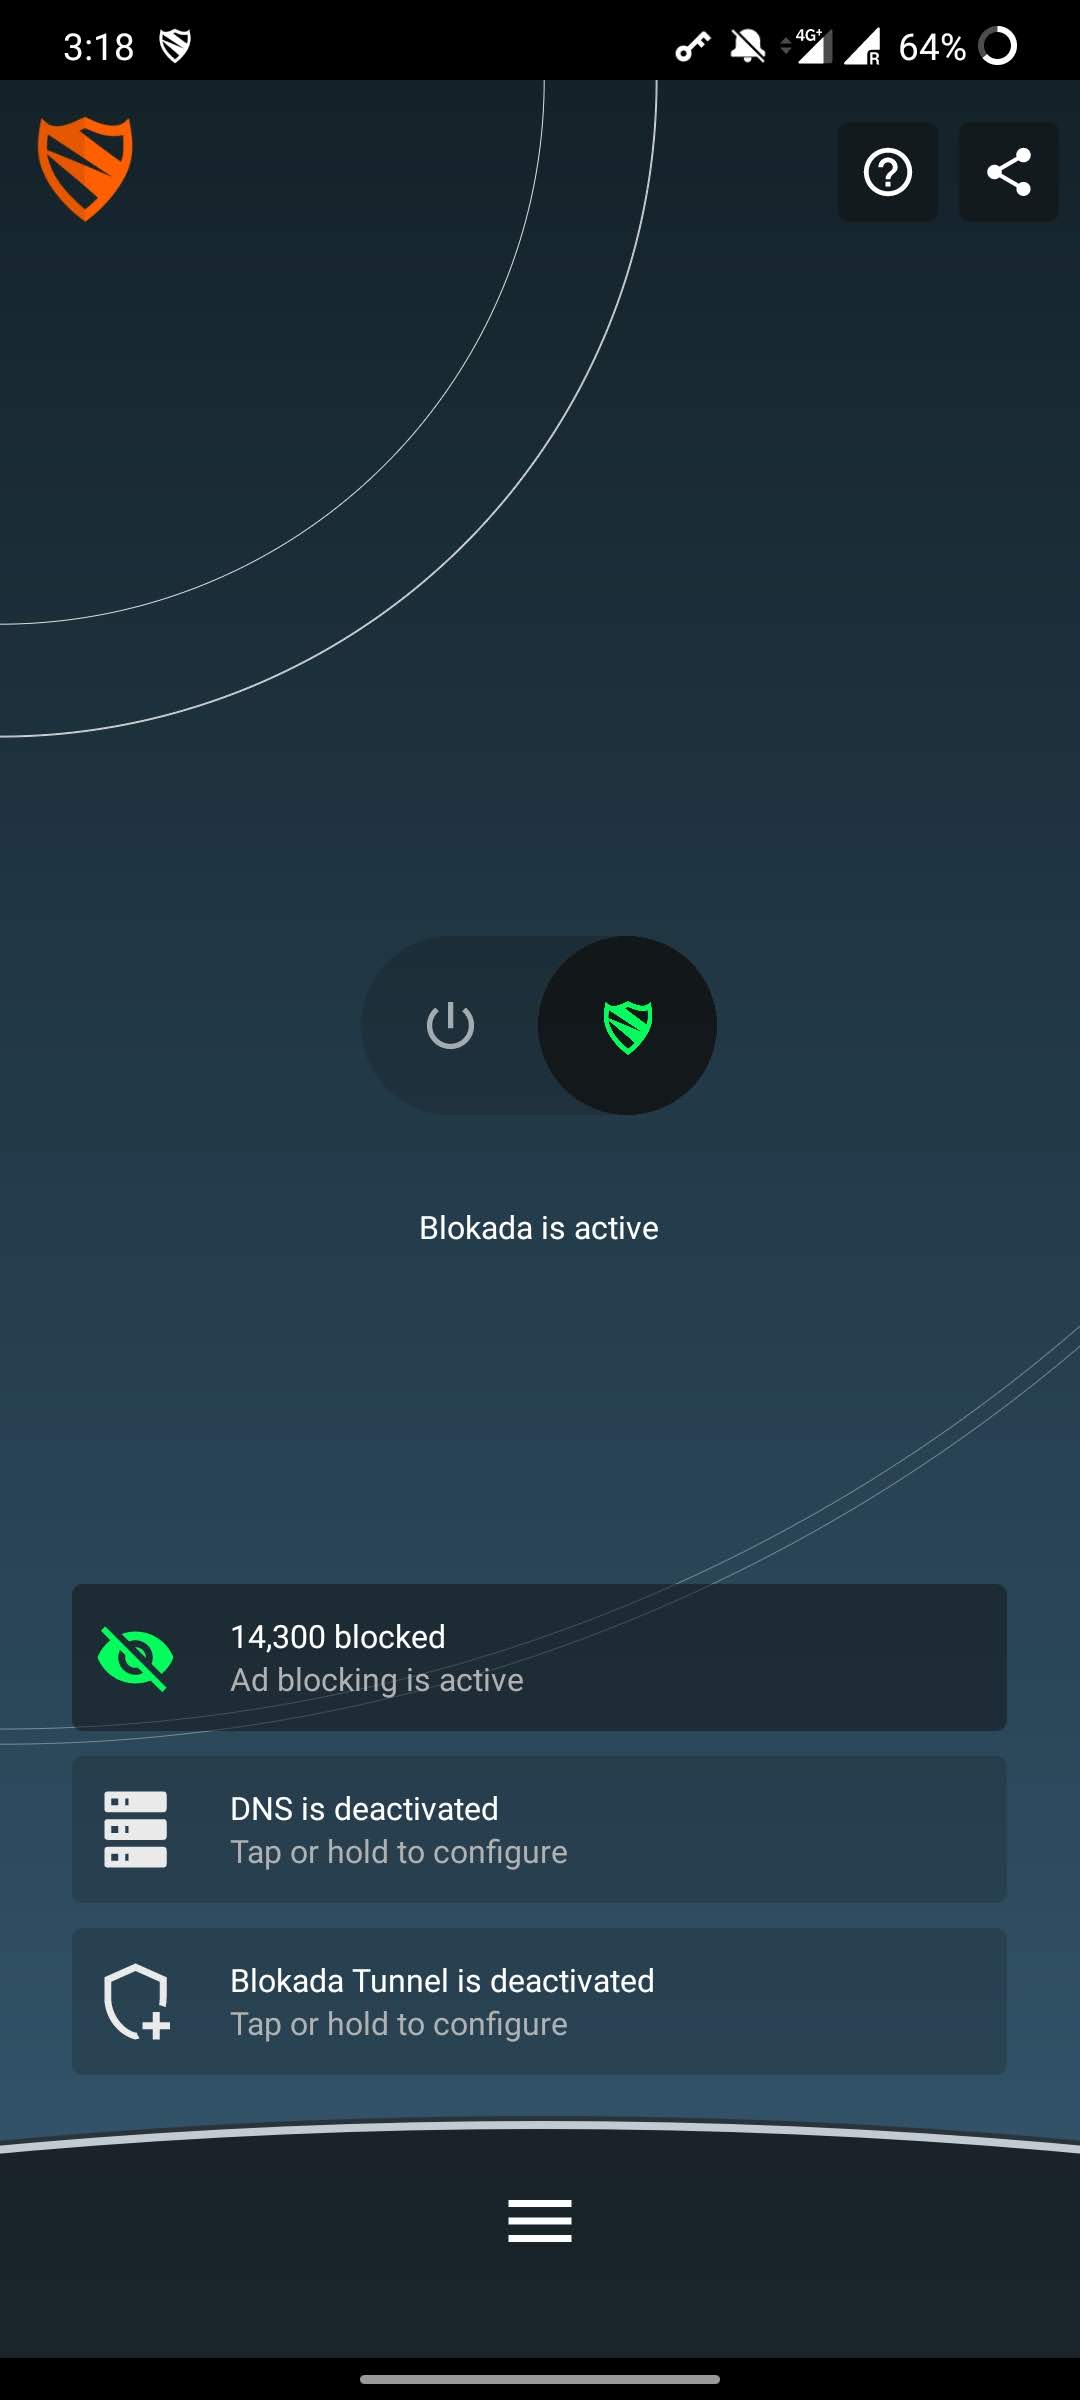 3:18
4G+
R
64%
Blokada is active
14,300 blocked
Ad blocking is active
DNS is deactivated
Tap or hold to configure
Blokada Tunnel is deactivated
Tap or hold to configure